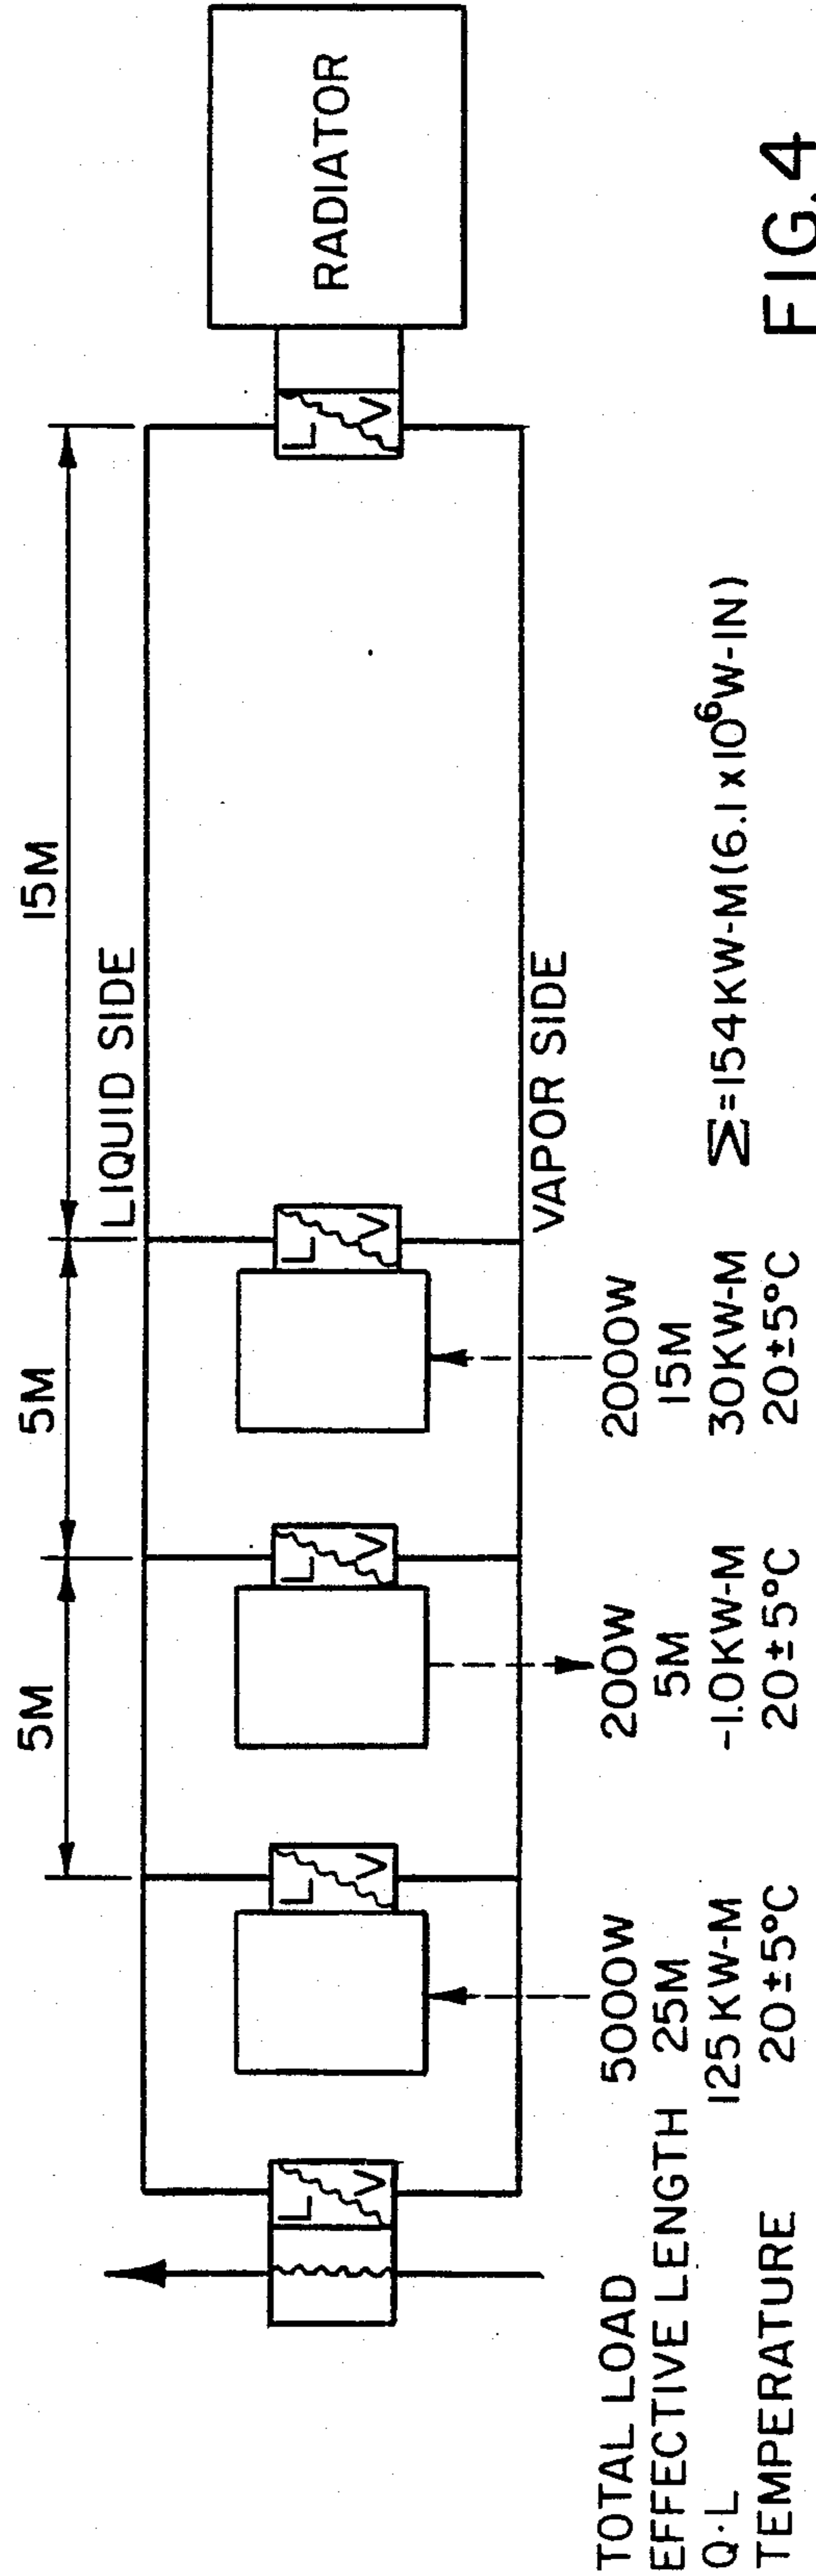 5M
5M
15M
LIQUID SIDE
L
V
L
V
L
V
L
V
L
V
RADIATOR
VAPOR SIDE
TOTAL LOAD 5000W 200W 2000W
EFFECTIVE LENGTH 25M 5M 15M
Q·L 125KW-M -1.0KW-M 30KW-M Σ=154KW-M(6.1x10⁶W-IN)
TEMPERATURE 20±5°C 20±5°C 20±5°C
FIG. 4